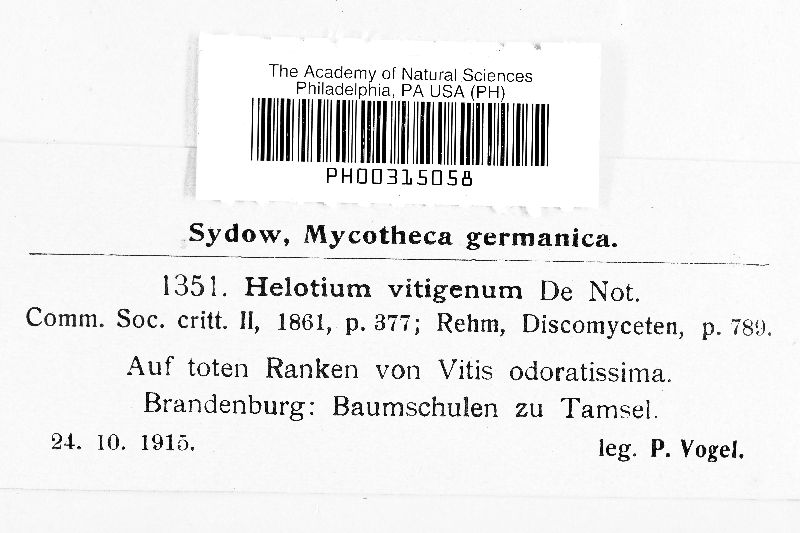 The Academy of Natural Sciences
Philadelphia, PA USA (PH)
PH00315058
Sydow, Mycotheca germanica.
1351. Helotium vitigenum De Not.
Comm. Soc. critt. II, 1861, p. 377; Rehm, Discomyceten, p. 789.
Auf toten Ranken von Vitis odoratissima.
Brandenburg: Baumschulen zu Tamsel.
24. 10. 1915. leg. P. Vogel.